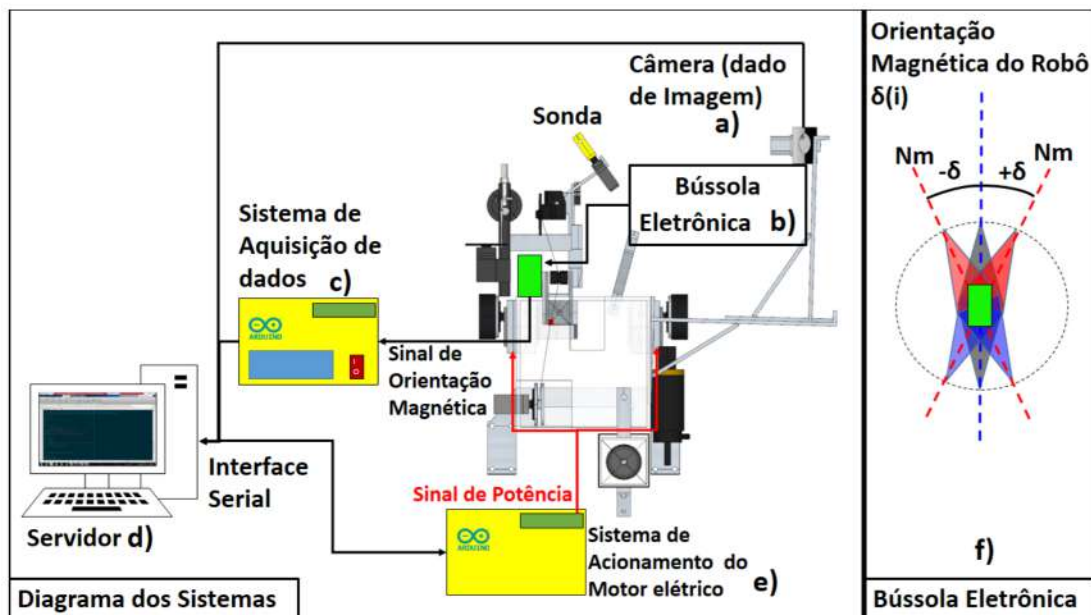 Câmera (dado
de Imagem)
a)
Sonda
Bússola
Eletrônica b)
Sistema de
Aquisição de
dados
c)
ARDUINO
I
O
Sinal de
Orientação
Magnética
Interface
Serial
Servidor d)
Sinal de Potência
ARDUINO
Sistema de
Acionamento do
Motor elétrico
e)
Diagrama dos Sistemas
Orientação
Magnética do Robô
δ(i)
Nm
-δ
+δ
Nm
f)
Bússola Eletrônica